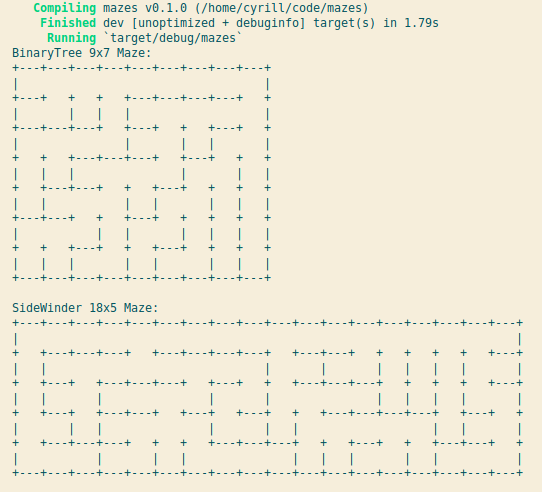 Compiling mazes v0.1.0 (/home/cyrill/code/mazes)
Finished dev [unoptimized + debuginfo] target(s) in 1.79s
Running `target/debug/mazes`
BinaryTree 9x7 Maze:
+---+---+---+---+---+---+---+---+---+
|                                   |
+---+   +   +   +---+---+---+---+   +
|       |   |   |                   |
+---+---+---+   +---+   +   +---+   +
|               |       |   |       |
+   +   +---+---+---+   +---+   +   +
|   |   |               |       |   |
+   +---+---+   +   +---+   +   +   +
|   |           |   |       |   |   |
+---+---+   +   +---+   +   +   +   +
|           |   |       |   |   |   |
+   +   +---+   +   +---+   +   +   +
|   |   |       |   |       |   |   |
+---+---+---+---+---+---+---+---+---+
SideWinder 18x5 Maze:
+---+---+---+---+---+---+---+---+---+---+---+---+---+---+---+---+---+---+
|                                                                       |
+   +---+---+---+   +---+---+---+---+   +---+---+   +   +   +   +   +---+
|   |                               |       |       |   |   |   |       |
+   +---+   +---+---+---+   +   +---+   +---+---+---+   +   +   +   +---+
|   |       |               |       |               |   |   |   |       |
+   +---+   +---+---+   +---+   +---+   +   +---+---+---+---+   +---+   +
|       |   |               |       |   |                   |   |       |
+   +---+---+---+   +   +   +---+---+---+   +   +---+   +   +---+---+   +
|           |       |   |               |   |   |       |   |           |
+---+---+---+---+---+---+---+---+---+---+---+---+---+---+---+---+---+---+